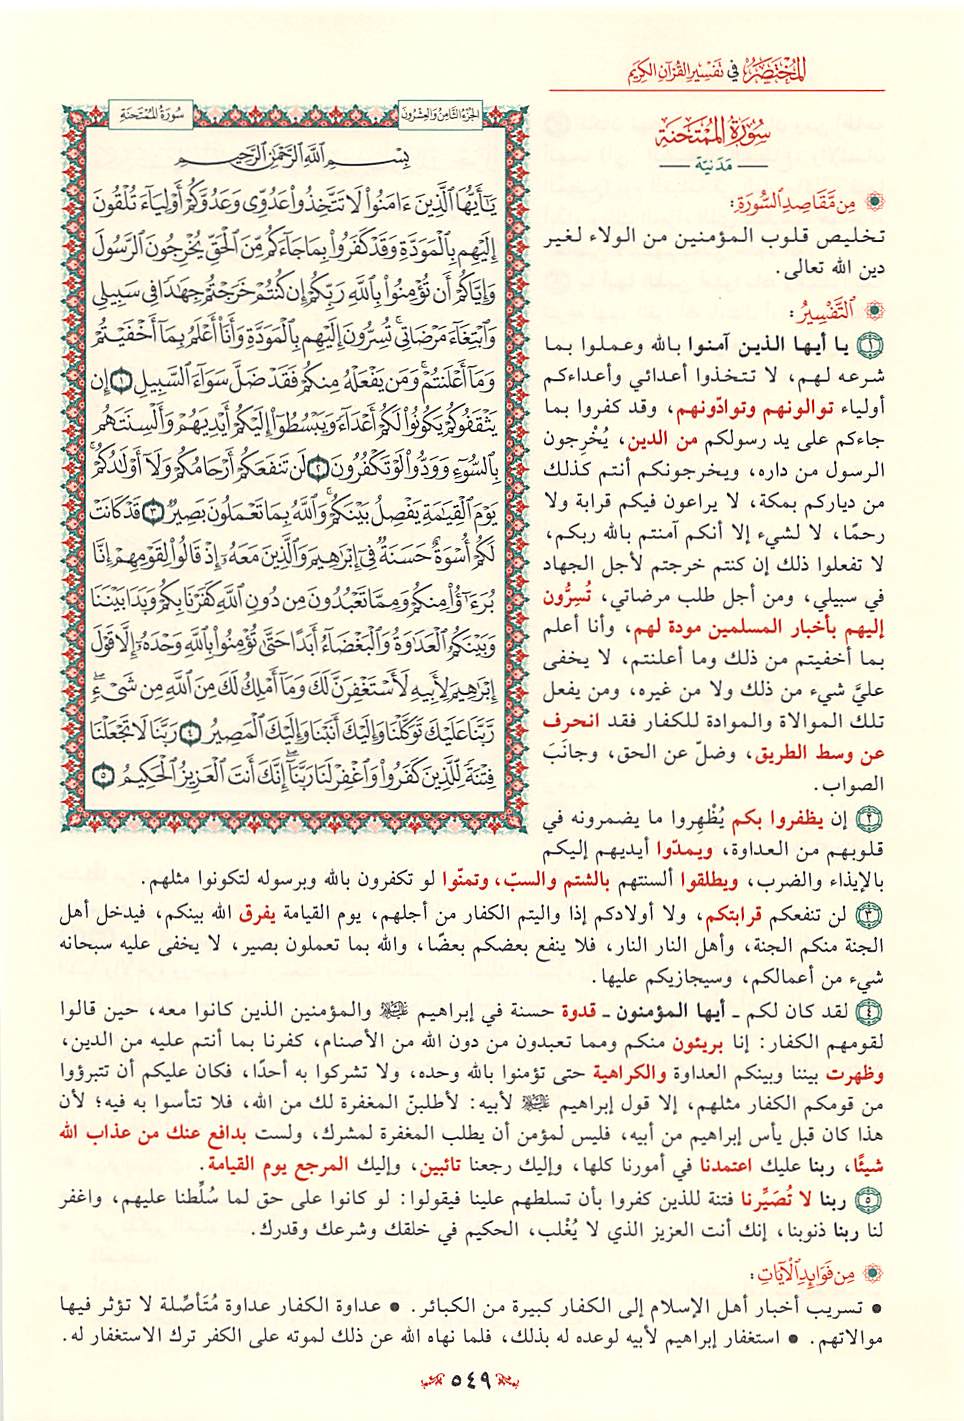 المختصر في تفسير القرآن الكريم
الجزء الثامن والعشرون
سورة الممتحنة
بِسْمِ اللَّهِ الرَّحْمَٰنِ الرَّحِيمِ
يَٰٓأَيُّهَا ٱلَّذِينَ ءَامَنُوا۟ لَا تَتَّخِذُوا۟ عَدُوِّى وَعَدُوَّكُمْ أَوْلِيَآءَ تُلْقُونَ
إِلَيْهِم بِٱلْمَوَدَّةِ وَقَدْ كَفَرُوا۟ بِمَا جَآءَكُم مِّنَ ٱلْحَقِّ يُخْرِجُونَ ٱلرَّسُولَ
وَإِيَّاكُمْ أَن تُؤْمِنُوا۟ بِٱللَّهِ رَبِّكُمْ إِن كُنتُمْ خَرَجْتُمْ جِهَٰدًا فِى سَبِيلِى
وَٱبْتِغَآءَ مَرْضَاتِى ۚ تُسِرُّونَ إِلَيْهِم بِٱلْمَوَدَّةِ وَأَنَا۠ أَعْلَمُ بِمَآ أَخْفَيْتُمْ
وَمَآ أَعْلَنتُمْ ۚ وَمَن يَفْعَلْهُ مِنكُمْ فَقَدْ ضَلَّ سَوَآءَ ٱلسَّبِيلِ ١ إِن
يَثْقَفُوكُمْ يَكُونُوا۟ لَكُمْ أَعْدَآءً وَيَبْسُطُوٓا۟ إِلَيْكُمْ أَيْدِيَهُمْ وَأَلْسِنَتَهُم
بِٱلسُّوٓءِ وَوَدُّوا۟ لَوْ تَكْفُرُونَ ٢ لَن تَنفَعَكُمْ أَرْحَامُكُمْ وَلَآ أَوْلَٰدُكُمْ ۚ
يَوْمَ ٱلْقِيَٰمَةِ يَفْصِلُ بَيْنَكُمْ ۚ وَٱللَّهُ بِمَا تَعْمَلُونَ بَصِيرٌ ٣ قَدْ كَانَتْ
لَكُمْ أُسْوَةٌ حَسَنَةٌ فِىٓ إِبْرَٰهِيمَ وَٱلَّذِينَ مَعَهُۥٓ إِذْ قَالُوا۟ لِقَوْمِهِمْ إِنَّا
بُرَءَٰٓؤُا۟ مِنكُمْ وَمِمَّا تَعْبُدُونَ مِن دُونِ ٱللَّهِ كَفَرْنَا بِكُمْ وَبَدَا بَيْنَنَا
وَبَيْنَكُمُ ٱلْعَدَٰوَةُ وَٱلْبَغْضَآءُ أَبَدًا حَتَّىٰ تُؤْمِنُوا۟ بِٱللَّهِ وَحْدَهُۥٓ إِلَّا قَوْلَ
إِبْرَٰهِيمَ لِأَبِيهِ لَأَسْتَغْفِرَنَّ لَكَ وَمَآ أَمْلِكُ لَكَ مِنَ ٱللَّهِ مِن شَىْءٍ ۖ
رَّبَّنَا عَلَيْكَ تَوَكَّلْنَا وَإِلَيْكَ أَنَبْنَا وَإِلَيْكَ ٱلْمَصِيرُ ٤ رَبَّنَا لَا تَجْعَلْنَا
فِتْنَةً لِّلَّذِينَ كَفَرُوا۟ وَٱغْفِرْ لَنَا رَبَّنَآ ۖ إِنَّكَ أَنتَ ٱلْعَزِيزُ ٱلْحَكِيمُ ٥
سورة الممتحنة
مدنية
من مقاصد السورة:
تخليص قلوب المؤمنين من الولاء لغير
دين الله تعالى.
التفسير:
١ يا أيها الذين آمنوا بالله وعملوا بما
شرعه لهم، لا تتخذوا أعدائي وأعداءكم
أولياء توالونهم وتوادّونهم، وقد كفروا بما
جاءكم على يد رسولكم من الدين، يُخْرِجون
الرسول من داره، ويخرجونكم أنتم كذلك
من دياركم بمكة، لا يراعون فيكم قرابة ولا
رحمًا، لا لشيء إلا أنكم آمنتم بالله ربكم،
لا تفعلوا ذلك إن كنتم خرجتم لأجل الجهاد
في سبيلي، ومن أجل طلب مرضاتي، تُسِرُّون
إليهم بأخبار المسلمين مودة لهم، وأنا أعلم
بما أخفيتم من ذلك وما أعلنتم، لا يخفى
عليّ شيء من ذلك ولا من غيره، ومن يفعل
تلك الموالاة والموادة للكفار فقد انحرف
عن وسط الطريق، وضلّ عن الحق، وجانَبَ
الصواب.
٢ إن يظفروا بكم يُظْهِروا ما يضمرونه في
قلوبهم من العداوة، ويمدّوا أيديهم إليكم
بالإيذاء والضرب، ويطلقوا ألسنتهم بالشتم والسبّ، وتمنّوا لو تكفرون بالله وبرسوله لتكونوا مثلهم.
٣ لن تنفعكم قرابتكم، ولا أولادكم إذا واليتم الكفار من أجلهم، يوم القيامة يفرق الله بينكم، فيدخل أهل
الجنة منكم الجنة، وأهل النار النار، فلا ينفع بعضكم بعضًا، والله بما تعملون بصير، لا يخفى عليه سبحانه
شيء من أعمالكم، وسيجازيكم عليها.
٤ لقد كان لكم ـ أيها المؤمنون ـ قدوة حسنة في إبراهيم عليه السلام والمؤمنين الذين كانوا معه، حين قالوا
لقومهم الكفار: إنا بريئون منكم ومما تعبدون من دون الله من الأصنام، كفرنا بما أنتم عليه من الدين،
وظهرت بيننا وبينكم العداوة والكراهية حتى تؤمنوا بالله وحده، ولا تشركوا به أحدًا، فكان عليكم أن تتبرؤوا
من قومكم الكفار مثلهم، إلا قول إبراهيم عليه السلام لأبيه: لأطلبنّ المغفرة لك من الله، فلا تتأسوا به فيه؛ لأن
هذا كان قبل يأس إبراهيم من أبيه، فليس لمؤمن أن يطلب المغفرة لمشرك، ولست بدافع عنك من عذاب الله
شيئًا، ربنا عليك اعتمدنا في أمورنا كلها، وإليك رجعنا تائبين، وإليك المرجع يوم القيامة.
٥ ربنا لا تُصَيِّرنا فتنة للذين كفروا بأن تسلطهم علينا فيقولوا: لو كانوا على حق لما سُلِّطنا عليهم، واغفر
لنا ربنا ذنوبنا، إنك أنت العزيز الذي لا يُغْلب، الحكيم في خلقك وشرعك وقدرك.
من فوايد الآيات:
• تسريب أخبار أهل الإسلام إلى الكفار كبيرة من الكبائر. • عداوة الكفار عداوة مُتَأصِّلة لا تؤثر فيها
موالاتهم. • استغفار إبراهيم لأبيه لوعده له بذلك، فلما نهاه الله عن ذلك لموته على الكفر ترك الاستغفار له.
٥٤٩